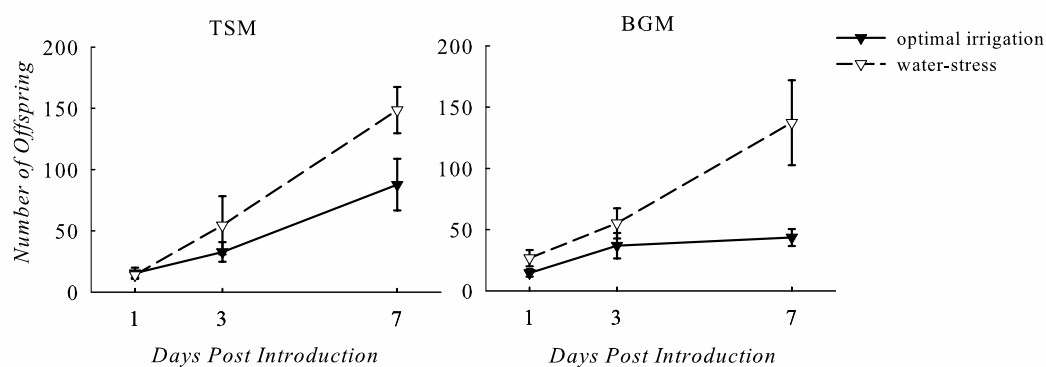 TSM
BGM
optimal irrigation
water-stress
Number of Offspring
200
150
100
50
0
1 3 7
Days Post Introduction
200
150
100
50
0
1 3 7
Days Post Introduction